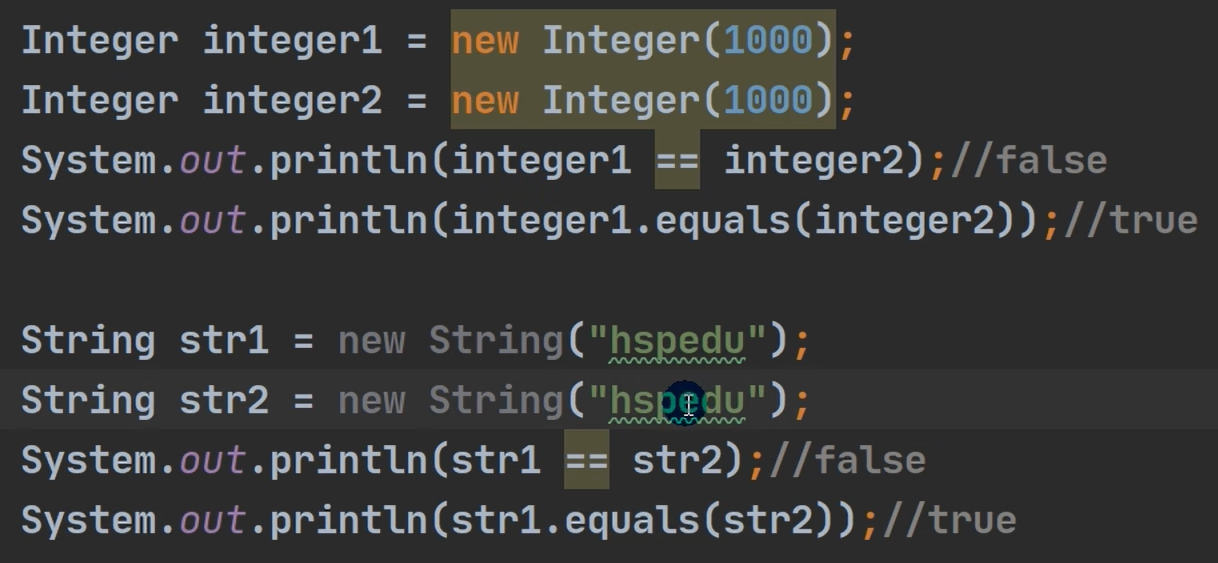 Integer integer1 = new Integer(1000);
Integer integer2 = new Integer(1000);
System.out.println(integer1 == integer2);//false
System.out.println(integer1.equals(integer2));//true
String str1 = new String("hspedu");
String str2 = new String("hspedu");
System.out.println(str1 == str2);//false
System.out.println(str1.equals(str2));//true